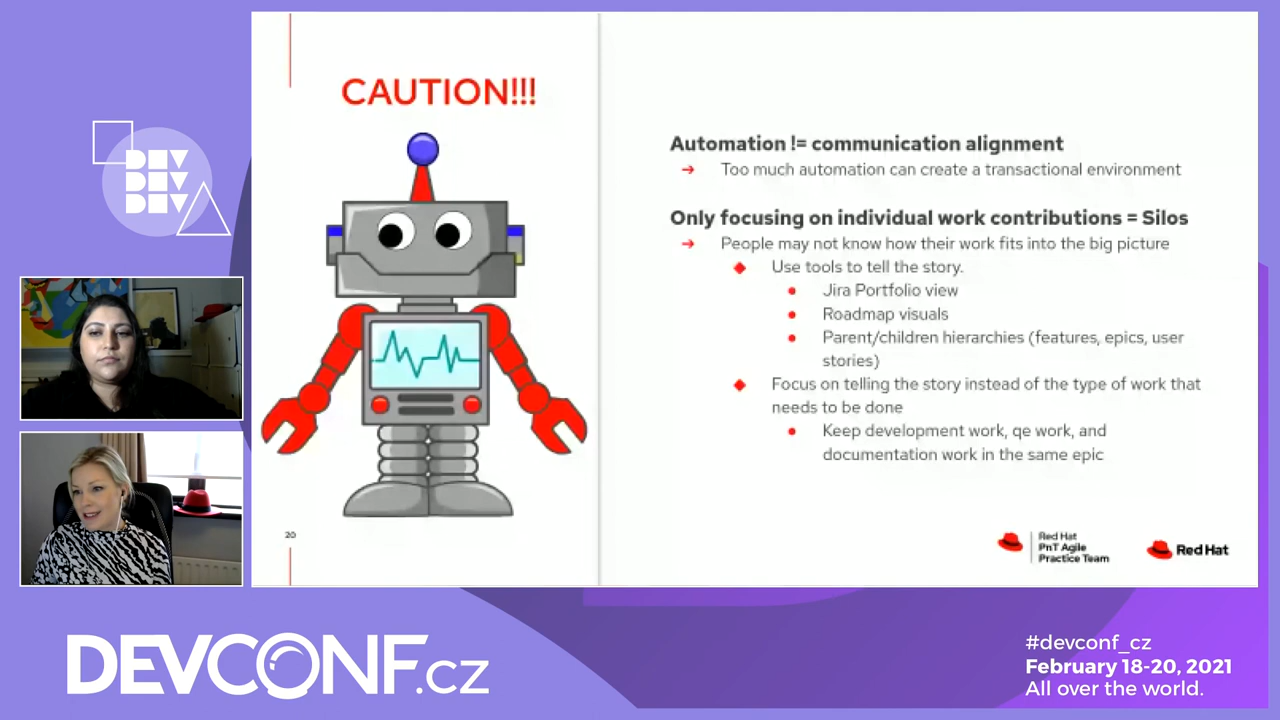 CAUTION!!!
20
Automation != communication alignment
Too much automation can create a transactional environment
Only focusing on individual work contributions = Silos
People may not know how their work fits into the big picture
Use tools to tell the story.
Jira Portfolio view
Roadmap visuals
Parent/children hierarchies (features, epics, user
stories)
Focus on telling the story instead of the type of work that
needs to be done
Keep development work, qe work, and
documentation work in the same epic
Red Hat
PnT Agile
Practice Team
Red Hat
DEV
DEV
DEV
DEVCONF.cz
#devconf_cz
February 18-20, 2021
All over the world.